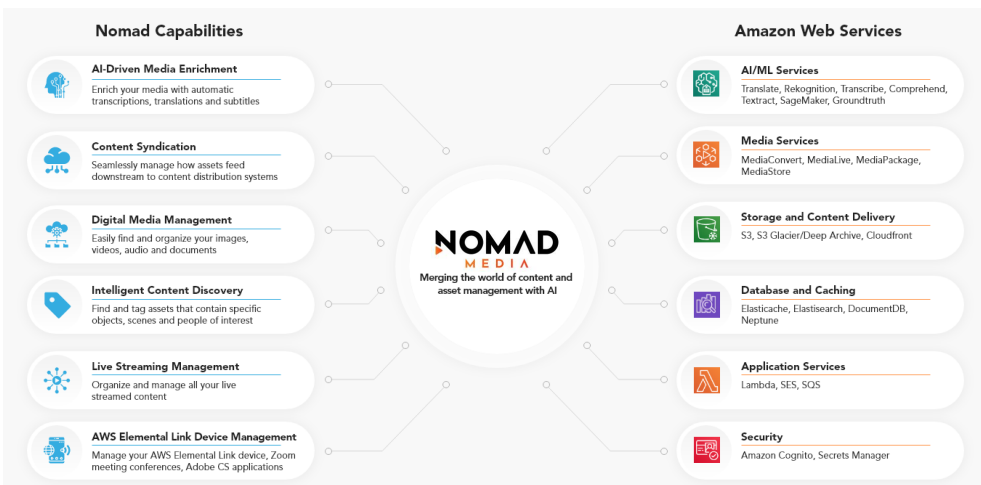 Nomad Capabilities
AI-Driven Media Enrichment
Enrich your media with automatic
transcriptions, translations and subtitles
Content Syndication
Seamlessly manage how assets feed
downstream to content distribution systems
Digital Media Management
Easily find and organize your images,
videos, audio and documents
Intelligent Content Discovery
Find and tag assets that contain specific
objects, scenes and people of interest
Live Streaming Management
Organize and manage all your live
streamed content
AWS Elemental Link Device Management
Manage your AWS Elemental Link device, Zoom
meeting conferences, Adobe CS applications
NOMAD
MEDIA
Merging the world of content and
asset management with AI
Amazon Web Services
AI/ML Services
Translate, Rekognition, Transcribe, Comprehend,
Textract, SageMaker, Groundtruth
Media Services
MediaConvert, MediaLive, MediaPackage,
MediaStore
Storage and Content Delivery
S3, S3 Glacier/Deep Archive, Cloudfront
Database and Caching
Elasticache, Elastisearch, DocumentDB,
Neptune
Application Services
Lambda, SES, SQS
Security
Amazon Cognito, Secrets Manager